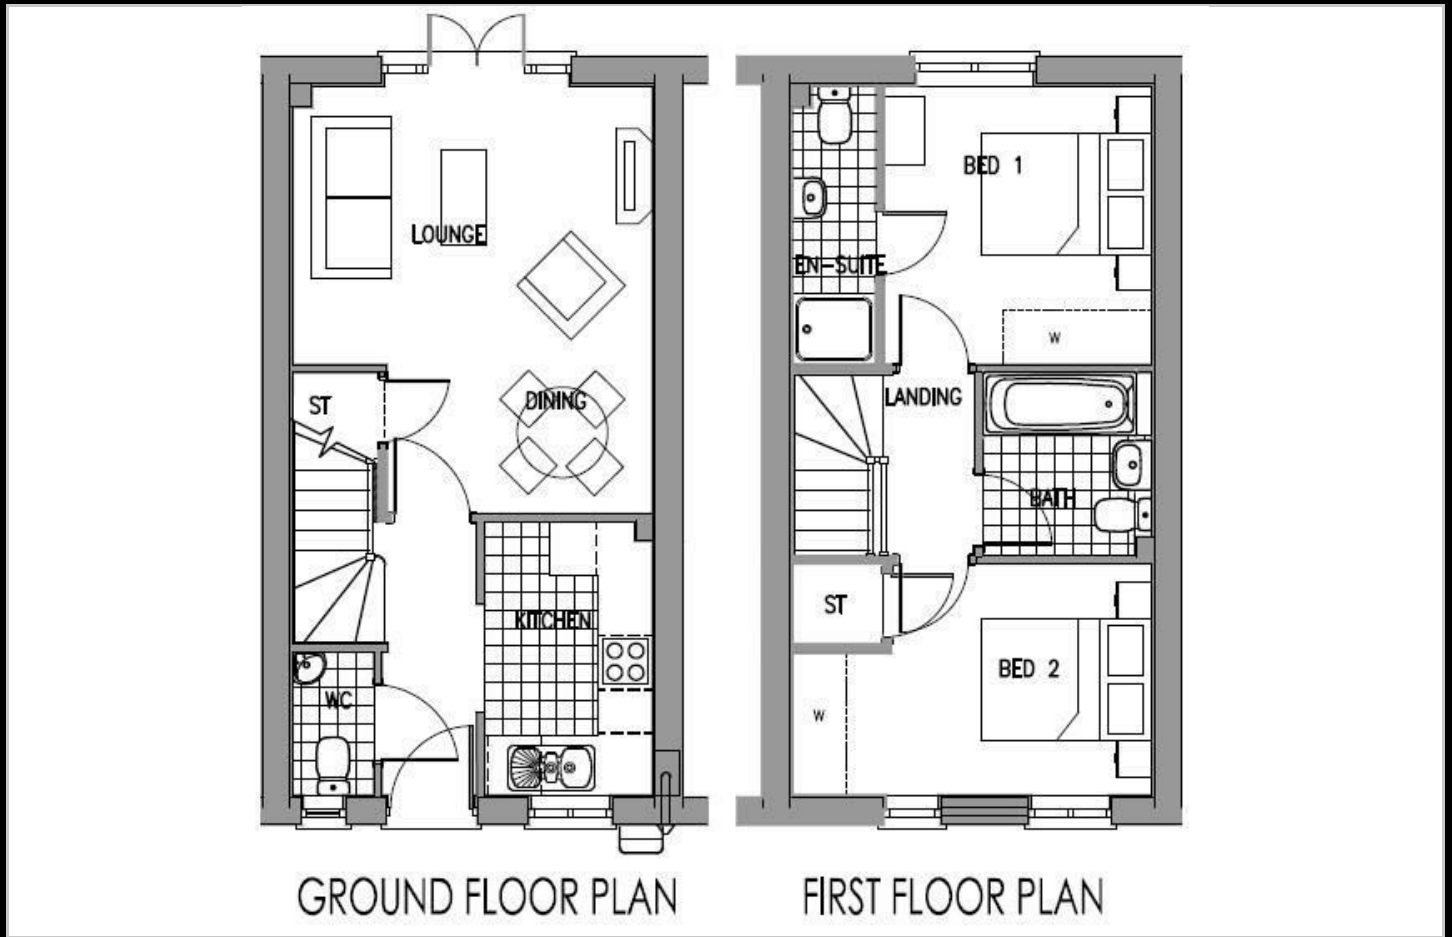 LOUNGE
DINING
ST
KITCHEN
WC
GROUND FLOOR PLAN
BED 1
EN-SUITE
W
LANDING
BATH
ST
BED 2
W
FIRST FLOOR PLAN